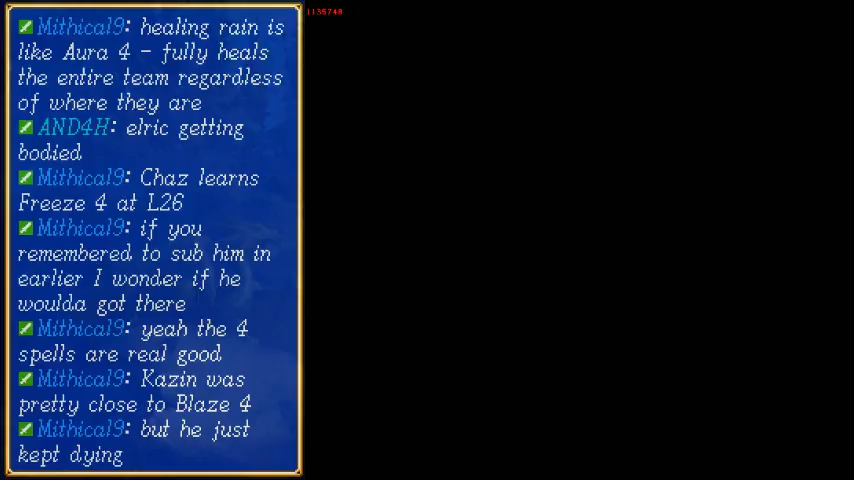 Mithical9: healing rain is
like Aura 4 - fully heals
the entire team regardless
of where they are
AND4H: elric getting
bodied
Mithical9: Chaz learns
Freeze 4 at L26
Mithical9: if you
remembered to sub him in
earlier I wonder if he
woulda got there
Mithical9: yeah the 4
spells are real good
Mithical9: Kazin was
pretty close to Blaze 4
Mithical9: but he just
kept dying
1135748